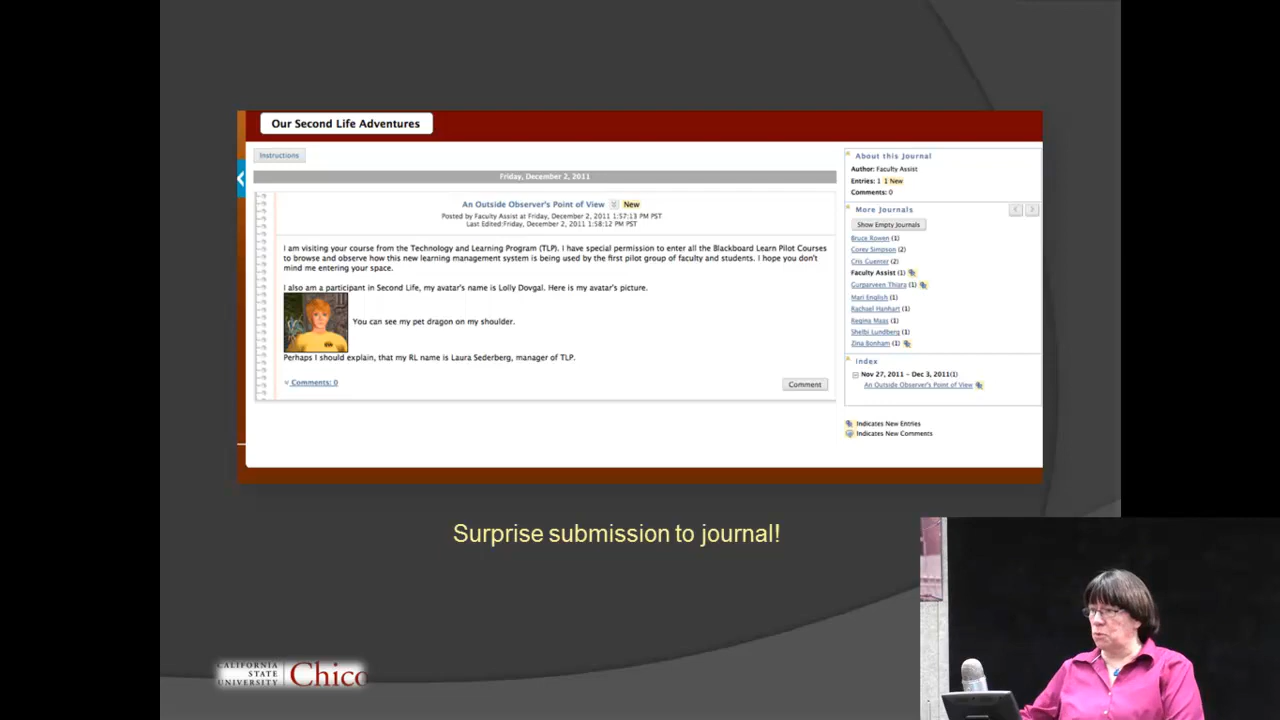 Our Second Life Adventures
Instructions
Friday, December 2, 2011
An Outside Observer's Point of View New
Posted by Faculty Assist at Friday, December 2, 2011 1:57:13 PM PST
Last Edited:Friday, December 2, 2011 1:58:12 PM PST
I am visiting your course from the Technology and Learning Program (TLP). I have special permission to enter all the Blackboard Learn Pilot Courses
to browse and observe how this new learning management system is being used by the first pilot group of faculty and students. I hope you don't
mind me entering your space.
I also am a participant in Second Life, my avatar's name is Lolly Dovgal. Here is my avatar's picture.
You can see my pet dragon on my shoulder.
Perhaps I should explain, that my RL name is Laura Sederberg, manager of TLP.
Comments: 0
Comment
About this Journal
Author: Faculty Assist
Entries: 1 1 New
Comments: 0
More Journals
Show Empty Journals
Bruce Rowen (1)
Corey Simpson (2)
Cris Guenter (2)
Faculty Assist (1)
Gurparveen Thiara (1)
Mari English (1)
Rachael Hanhart (1)
Regina Maas (1)
Shelbi Lundberg (1)
Zina Bonham (1)
Index
Nov 27, 2011 - Dec 3, 2011(1)
An Outside Observer's Point of View
Indicates New Entries
Indicates New Comments
Surprise submission to journal!
CALIFORNIA
STATE
UNIVERSITY
Chico